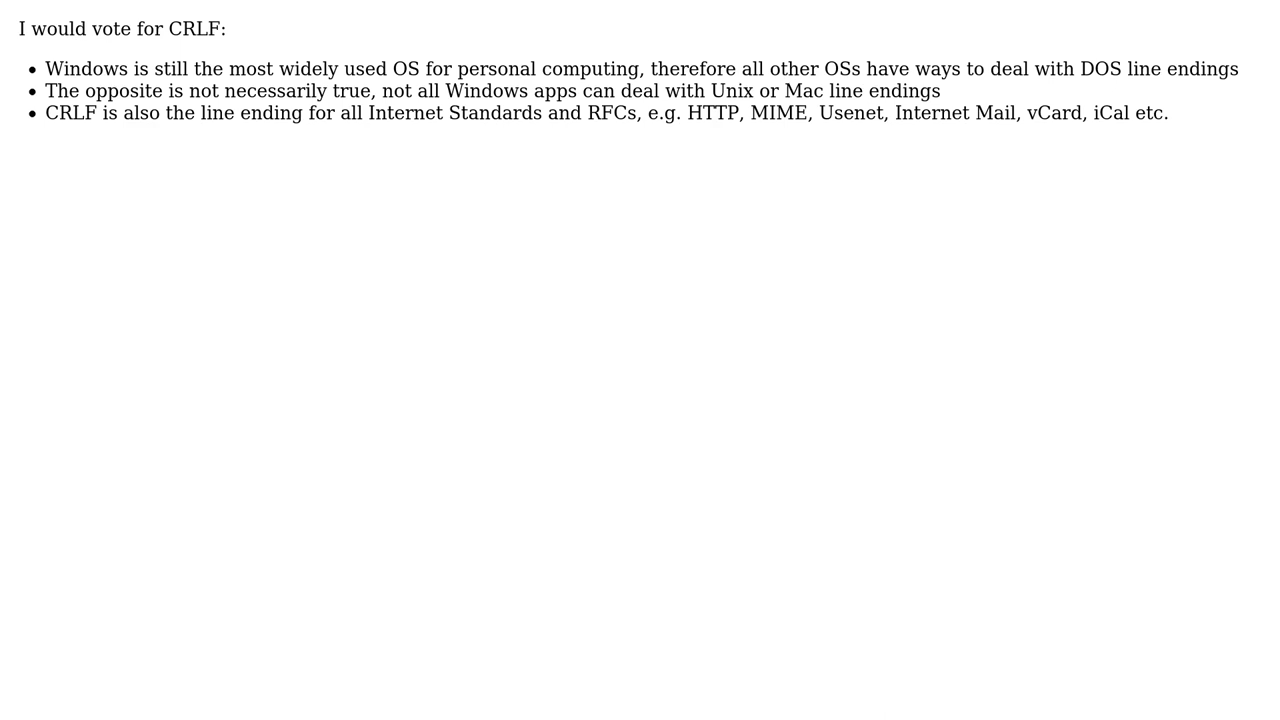 I would vote for CRLF:
• Windows is still the most widely used OS for personal computing, therefore all other OSs have ways to deal with DOS line endings
• The opposite is not necessarily true, not all Windows apps can deal with Unix or Mac line endings
• CRLF is also the line ending for all Internet Standards and RFCs, e.g. HTTP, MIME, Usenet, Internet Mail, vCard, iCal etc.